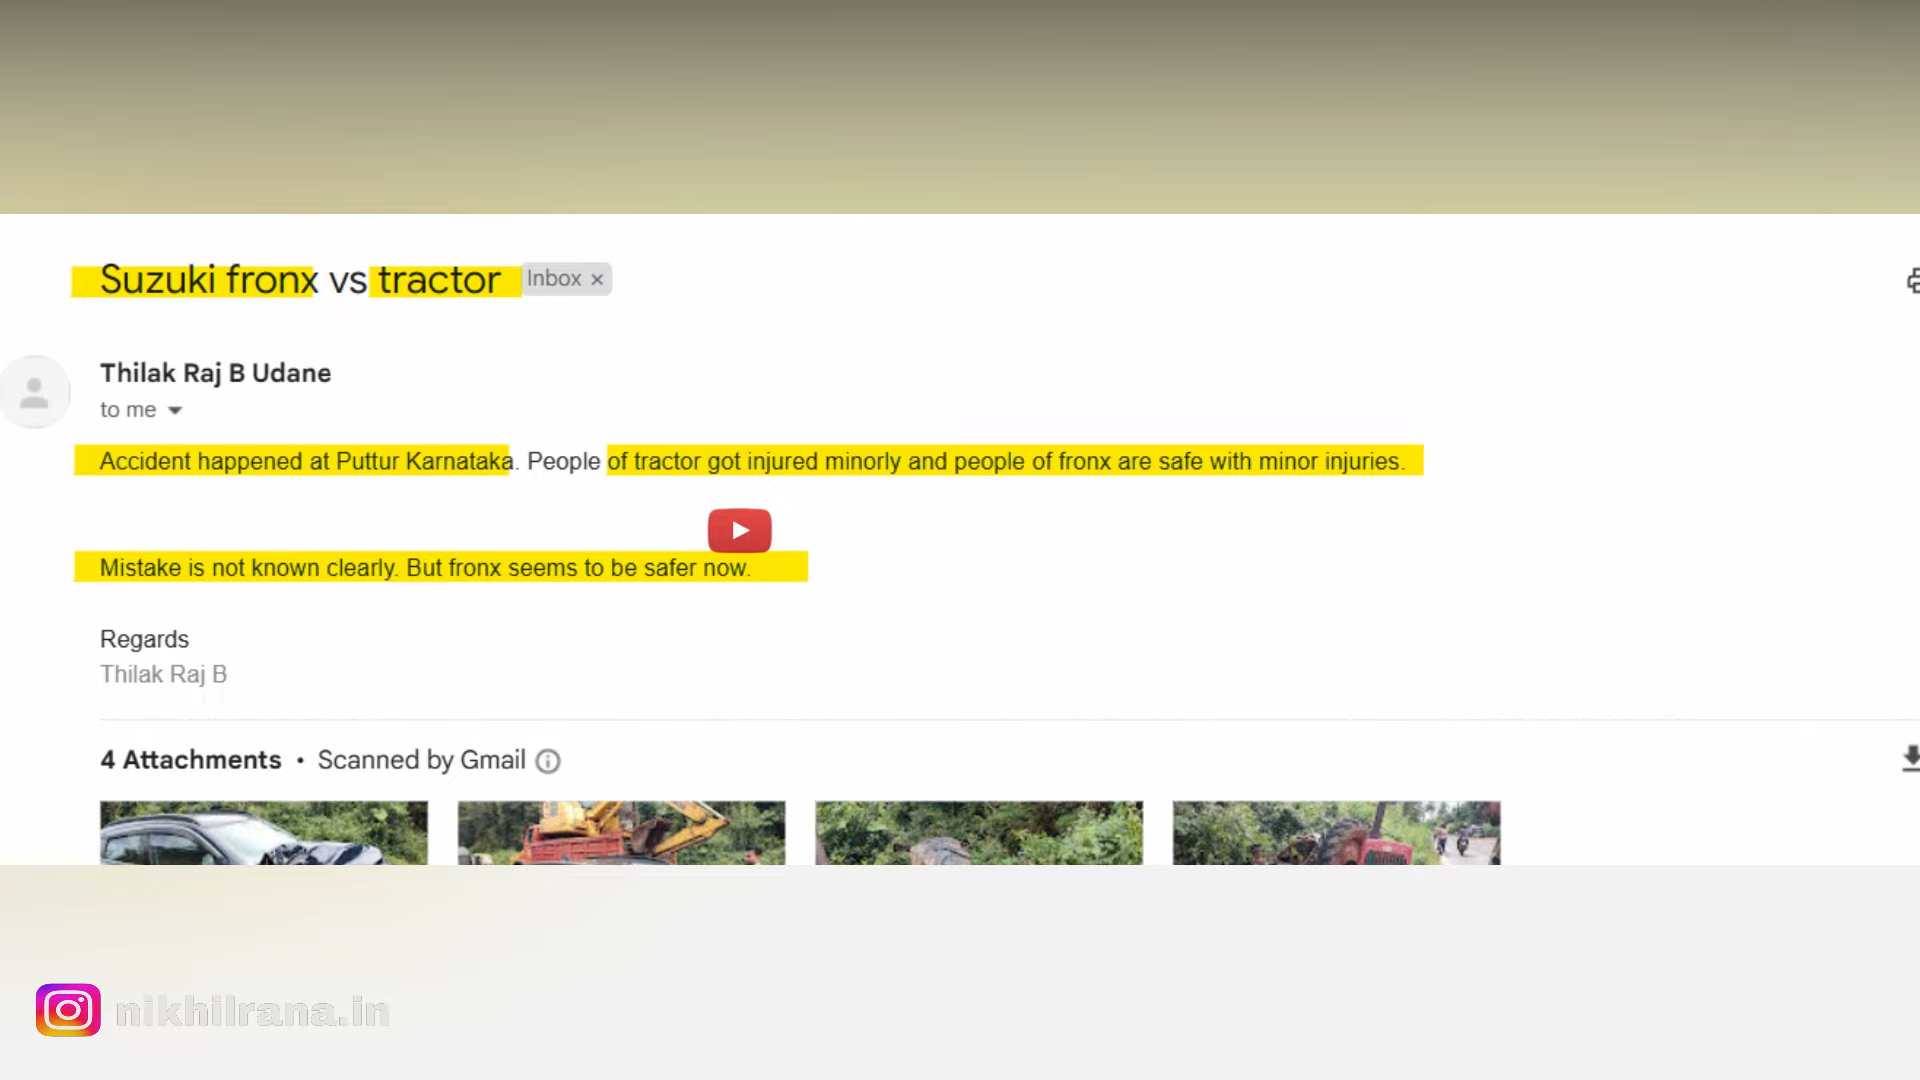 Suzuki fronx vs tractor Inbox ×
Thilak Raj B Udane
to me
Accident happened at Puttur Karnataka. People of tractor got injured minorly and people of fronx are safe with minor injuries.
Mistake is not known clearly. But fronx seems to be safer now.
Regards
Thilak Raj B
4 Attachments • Scanned by Gmail
nikhilrana.in